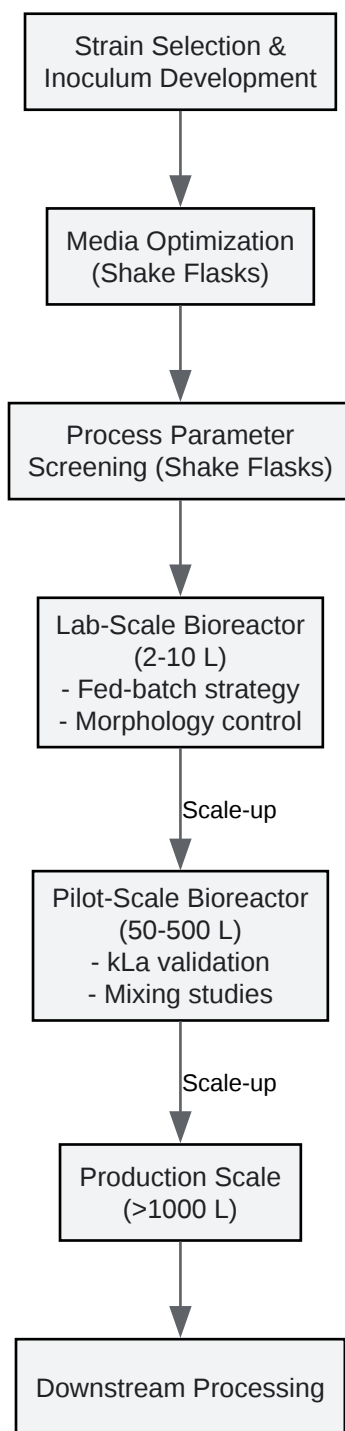 Strain Selection &
Inoculum Development
Media Optimization
(Shake Flasks)
Process Parameter
Screening (Shake Flasks)
Lab-Scale Bioreactor
(2-10 L)
- Fed-batch strategy
- Morphology control
Scale-up
Pilot-Scale Bioreactor
(50-500 L)
- kLa validation
- Mixing studies
Scale-up
Production Scale
(>1000 L)
Downstream Processing